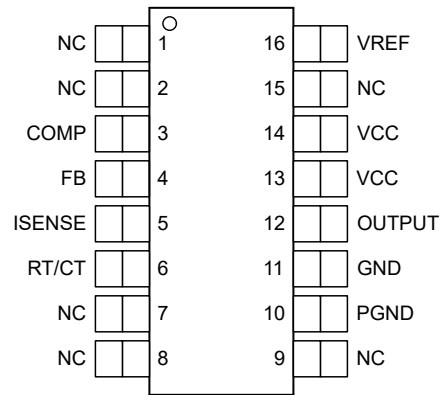 NC 1 16 VREF
NC 2 15 NC
COMP 3 14 VCC
FB 4 13 VCC
ISENSE 5 12 OUTPUT
RT/CT 6 11 GND
NC 7 10 PGND
NC 8 9 NC